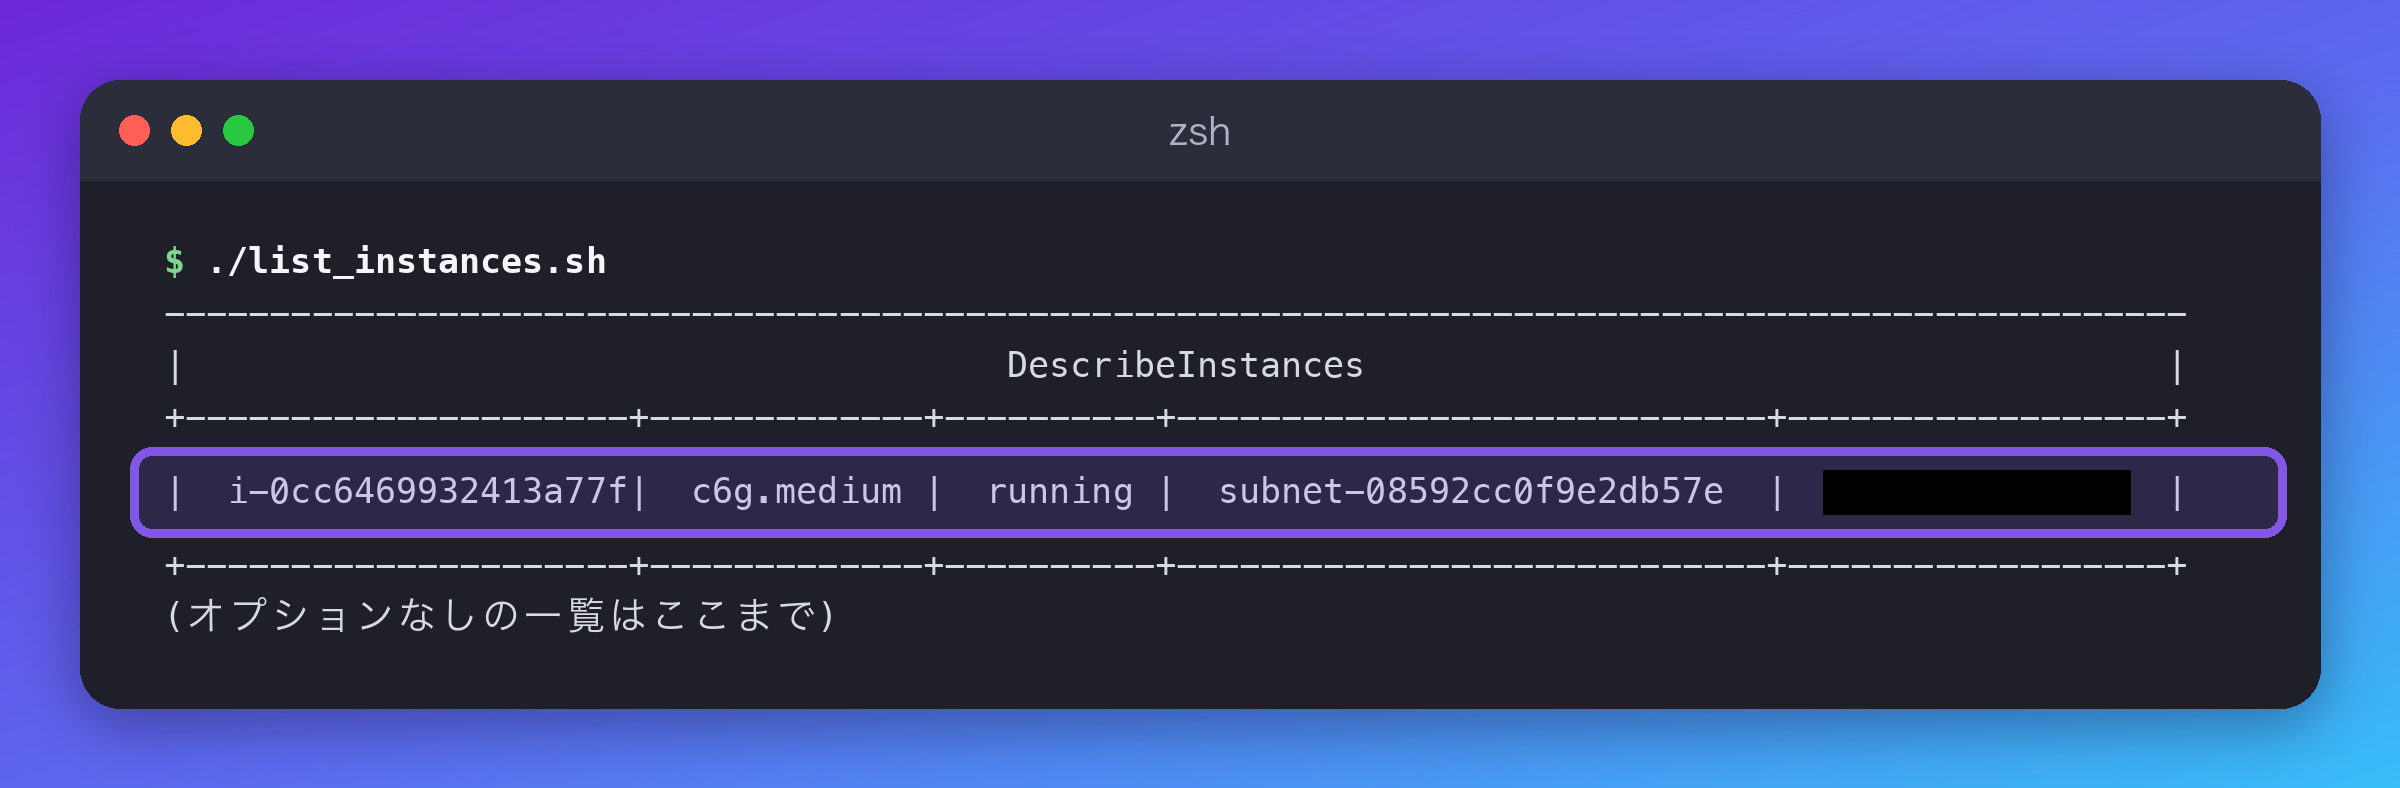 zsh
$ ./list_instances.sh
------------------------------------------------------------------------------------------------
|                                       DescribeInstances                                      |
+---------------------+-------------+----------+----------------------------+------------------+
|  i-0cc6469932413a77f|  c6g.medium |  running |  subnet-08592cc0f9e2db57e  |                  |
+---------------------+-------------+----------+----------------------------+------------------+
(オプションなしの一覧はここまで)